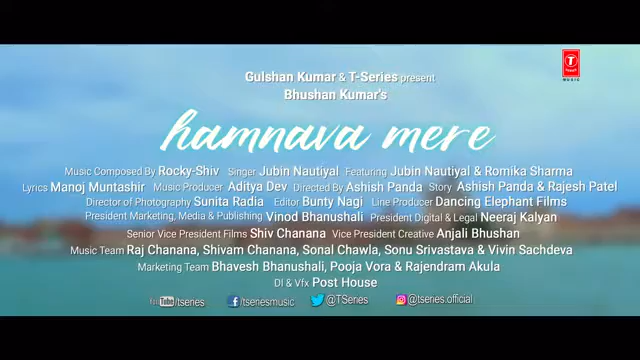 T
T-SERIES
MUSIC
Gulshan Kumar & T-Series present
Bhushan Kumar's
hamnava mere
Music Composed By Rocky-Shiv Singer Jubin Nautiyal Featuring Jubin Nautiyal & Romika Sharma
Lyrics Manoj Muntashir Music Producer Aditya Dev Directed By Ashish Panda Story Ashish Panda & Rajesh Patel
Director of Photography Sunita Radia Editor Bunty Nagi Line Producer Dancing Elephant Films
President Marketing, Media & Publishing Vinod Bhanushali President Digital & Legal Neeraj Kalyan
Senior Vice President Films Shiv Chanana Vice President Creative Anjali Bhushan
Music Team Raj Chanana, Shivam Chanana, Sonal Chawla, Sonu Srivastava & Vivin Sachdeva
Marketing Team Bhavesh Bhanushali, Pooja Vora & Rajendram Akula
DI & Vfx Post House
YouTube/tseries f/tseriesmusic @TSeries @tseries.official